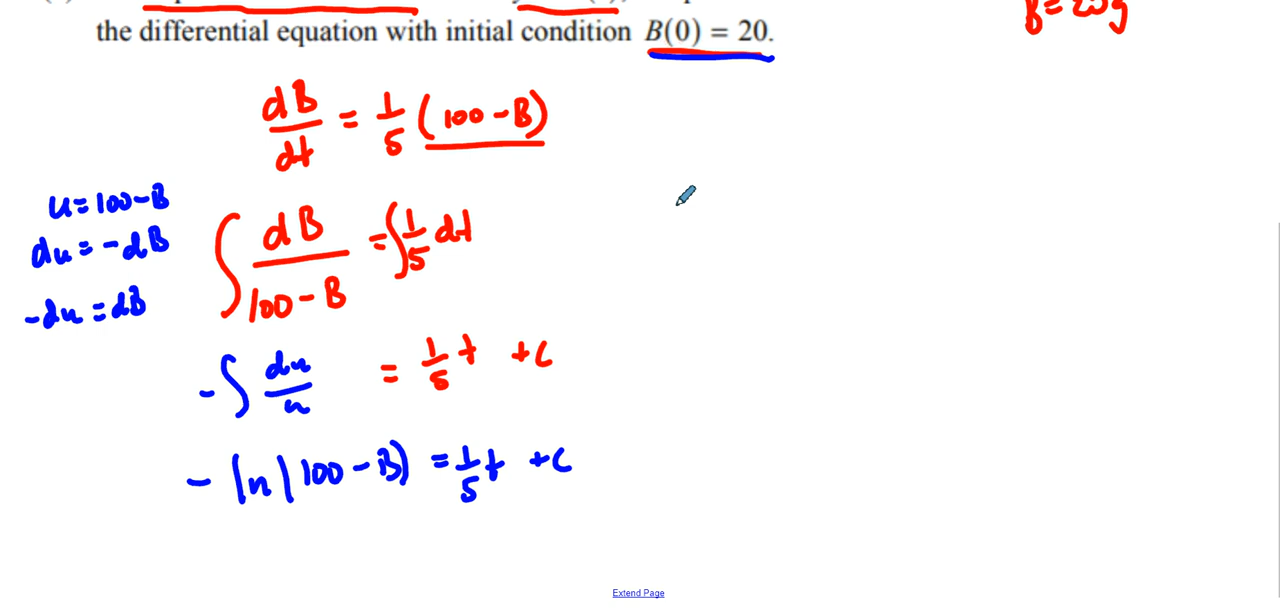 B = 20g
the differential equation with initial condition B(0) = 20.
dB/dt = 1/5 (100 - B)
u = 100 - B
du = -dB
-du = dB
∫ dB/(100 - B) = ∫ 1/5 dt
-∫ du/u = 1/5 t + C
-ln|100 - B| = 1/5 t + C
Extend Page